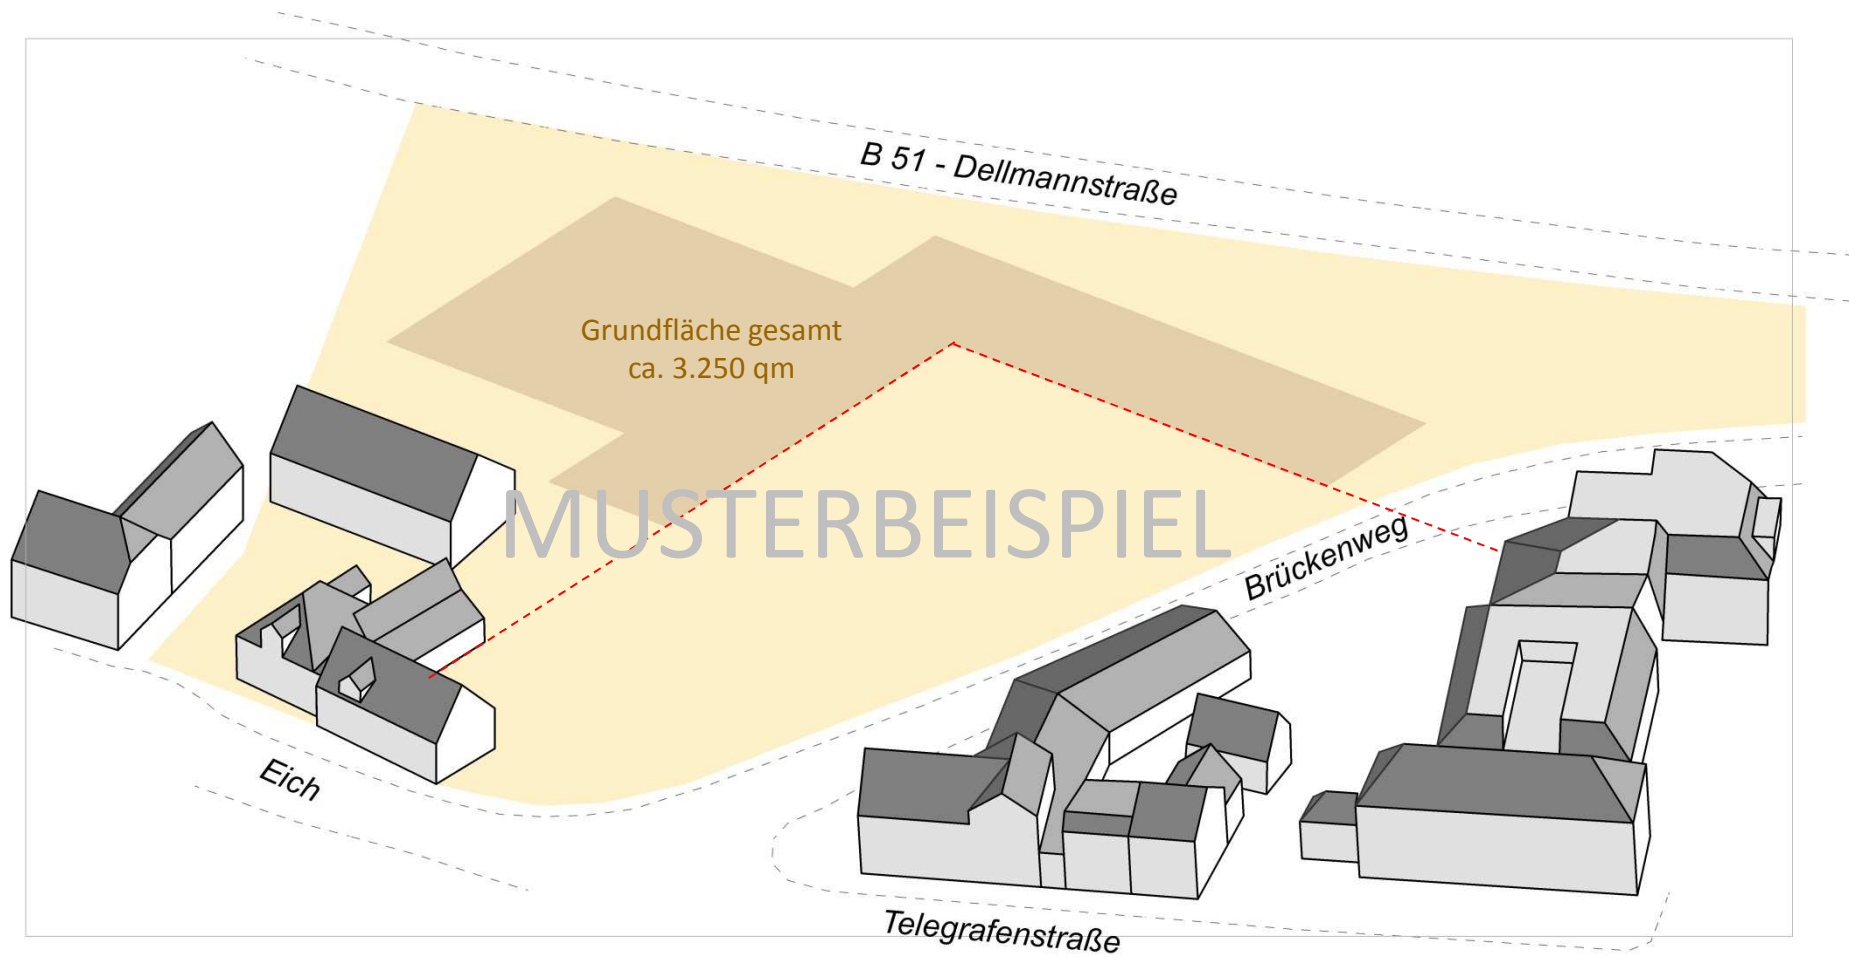 B 51 - Dellmannstraße
Grundfläche gesamt
ca. 3.250 qm
MUSTERBEISPIEL
Brückenweg
Eich
Telegrafenstraße